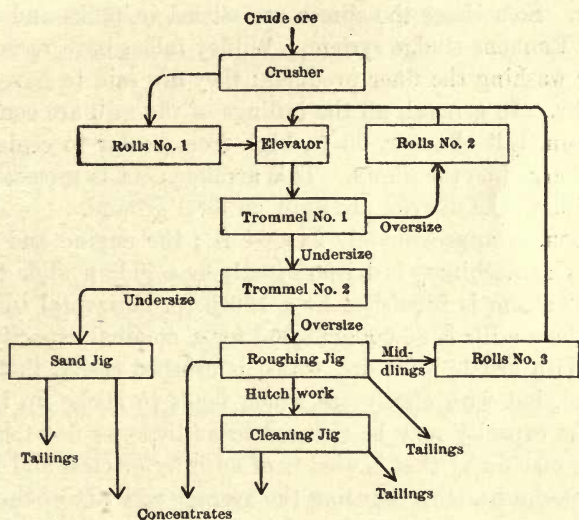 Crude ore
Crusher
Rolls No. 1
Elevator
Rolls No. 2
Trommel No. 1
Oversize
Undersize
Undersize
Trommel No. 2
Oversize
Sand Jig
Roughing Jig
Mid-
dlings
Rolls No. 3
Hutch work
Cleaning Jig
Tailings
Tailings
Tailings
Concentrates